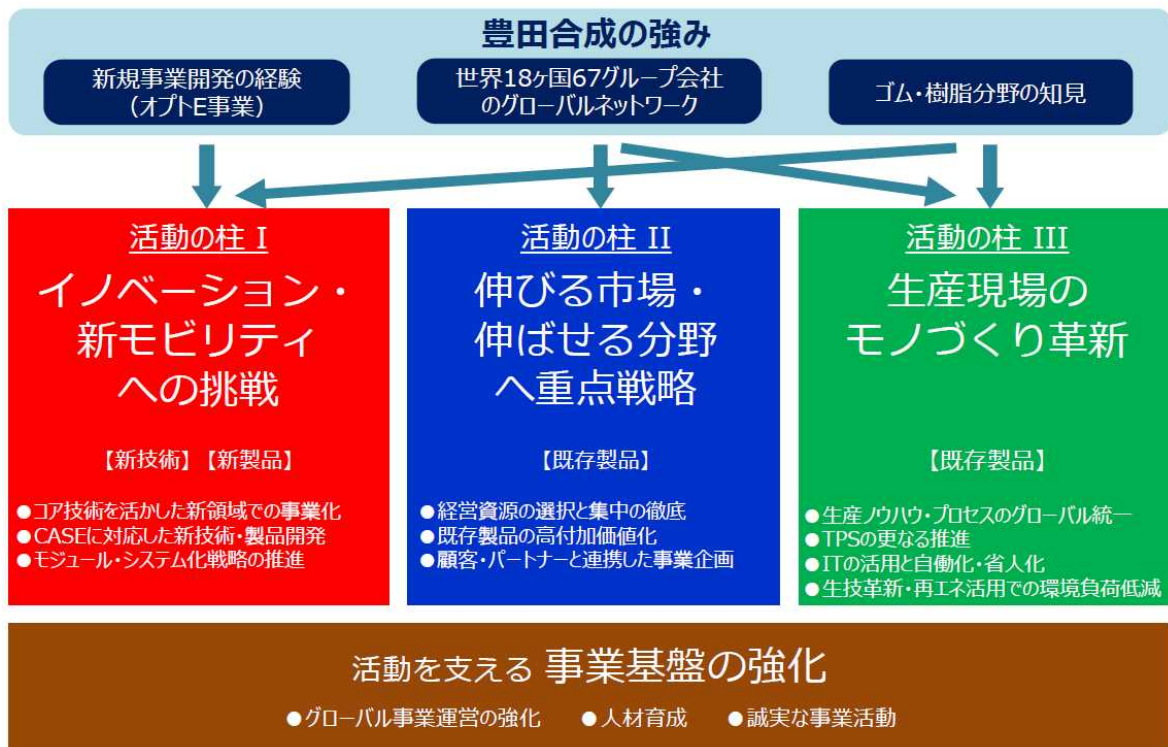 豊田合成の強み
新規事業開発の経験
(オプトE事業)
世界18ヶ国67グループ会社
のグローバルネットワーク
ゴム・樹脂分野の知見
活動の柱 I
イノベーション・
新モビリティ
への挑戦
【新技術】【新製品】
●コア技術を活かした新領域での事業化
●CASEに対応した新技術・製品開発
●モジュール・システム化戦略の推進
活動の柱 II
伸びる市場・
伸ばせる分野
へ重点戦略
【既存製品】
●経営資源の選択と集中の徹底
●既存製品の高付加価値化
●顧客・パートナーと連携した事業企画
活動の柱 III
生産現場の
モノづくり革新
【既存製品】
●生産ノウハウ・プロセスのグローバル統一
●TPSの更なる推進
●ITの活用と自働化・省人化
●生技革新・再エネ活用での環境負荷低減
活動を支える 事業基盤の強化
●グローバル事業運営の強化 ●人材育成 ●誠実な事業活動